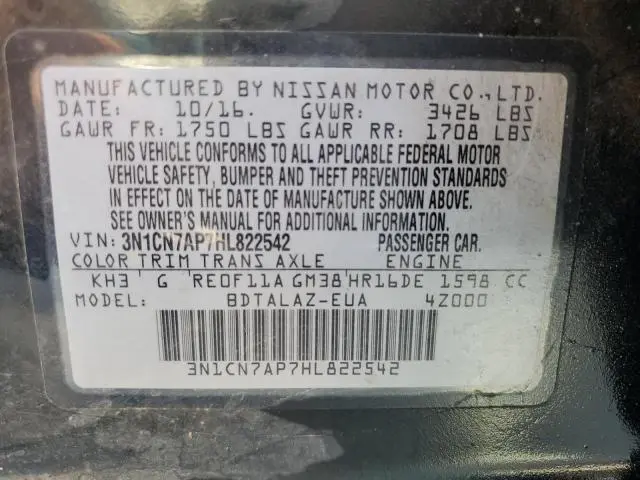 MANUFACTURED BY NISSAN MOTOR CO., LTD.
DATE: 10/16. GVWR: 3426 LBS
GAWR FR: 1750 LBS GAWR RR: 1708 LBS
THIS VEHICLE CONFORMS TO ALL APPLICABLE FEDERAL MOTOR
VEHICLE SAFETY, BUMPER AND THEFT PREVENTION STANDARDS
IN EFFECT ON THE DATE OF MANUFACTURE SHOWN ABOVE.
SEE OWNER'S MANUAL FOR ADDITIONAL INFORMATION.
VIN: 3N1CN7AP7HL822542 PASSENGER CAR.
COLOR TRIM TRANS AXLE ENGINE
KH3 G RE0F11A GM38 HR16DE 1598 CC
MODEL: BDTALAZ-EUA 4Z000
3N1CN7AP7HL822542